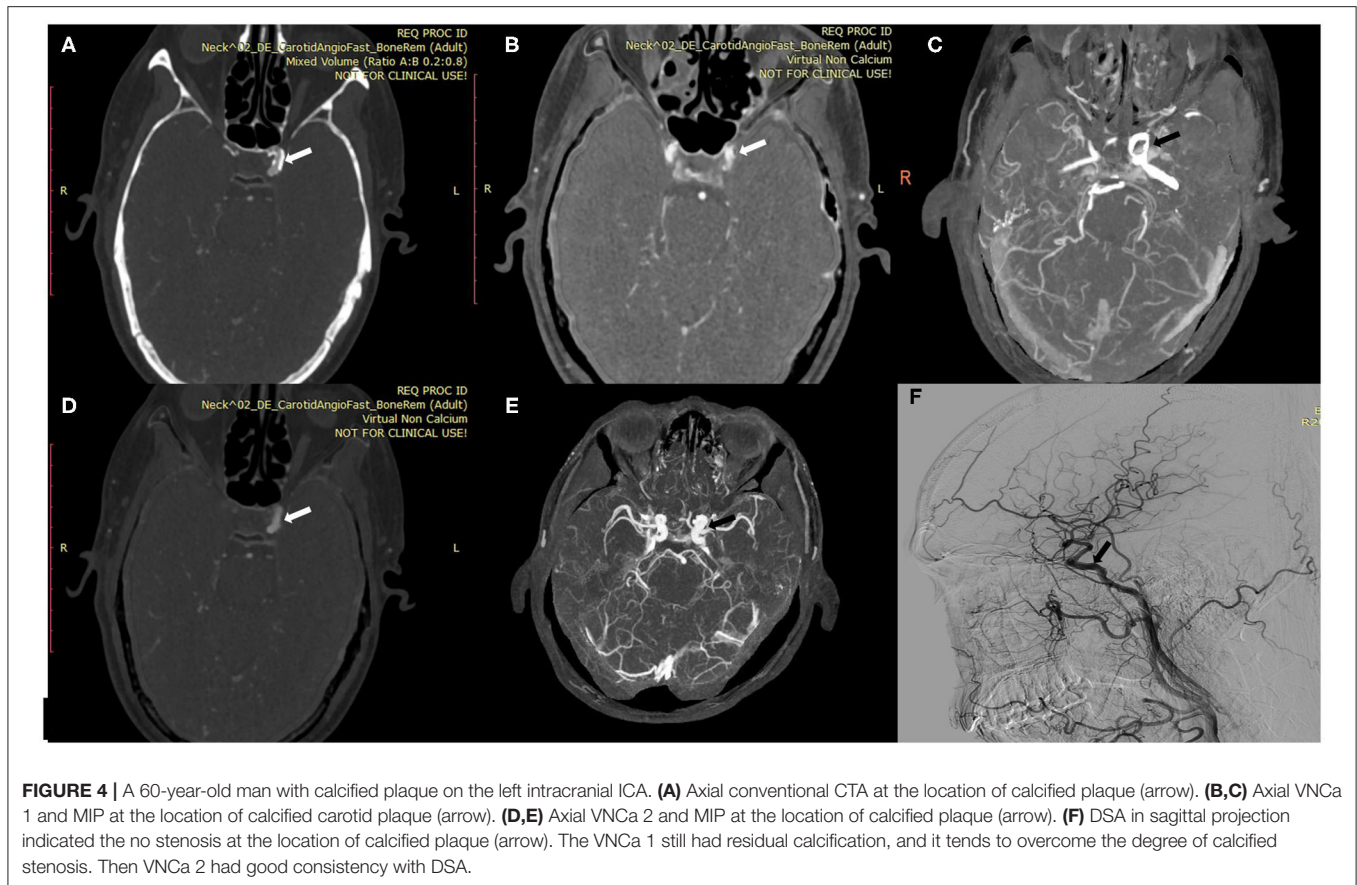 A
REQ PROC ID
Neck^02_DE_CarotidAngioFast_BoneRem (Adult)
Mixed Volume (Ratio A:B 0.2:0.8)
NOT FOR CLINICAL USE!
R
L
B
REQ PROC ID
Neck^02_DE_CarotidAngioFast_BoneRem (Adult)
Virtual Non Calcium
NOT FOR CLINICAL USE!
R
L
C
R
D
REQ PROC ID
Neck^02_DE_CarotidAngioFast_BoneRem (Adult)
Virtual Non Calcium
NOT FOR CLINICAL USE!
R
L
E
F
FIGURE 4 | A 60-year-old man with calcified plaque on the left intracranial ICA. (A) Axial conventional CTA at the location of calcified plaque (arrow). (B,C) Axial VNCa
1 and MIP at the location of calcified carotid plaque (arrow). (D,E) Axial VNCa 2 and MIP at the location of calcified plaque (arrow). (F) DSA in sagittal projection
indicated the no stenosis at the location of calcified plaque (arrow). The VNCa 1 still had residual calcification, and it tends to overcome the degree of calcified
stenosis. Then VNCa 2 had good consistency with DSA.